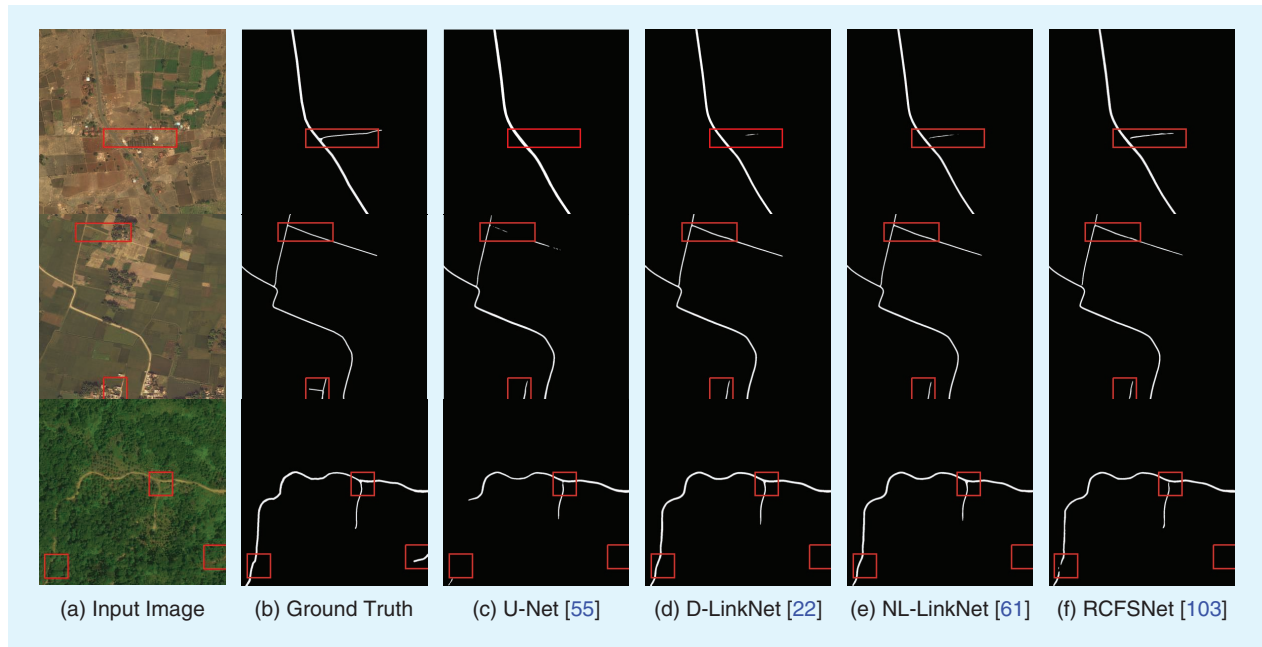 (a) Input Image (b) Ground Truth (c) U-Net [55] (d) D-LinkNet [22] (e) NL-LinkNet [61] (f) RCFSNet [103]